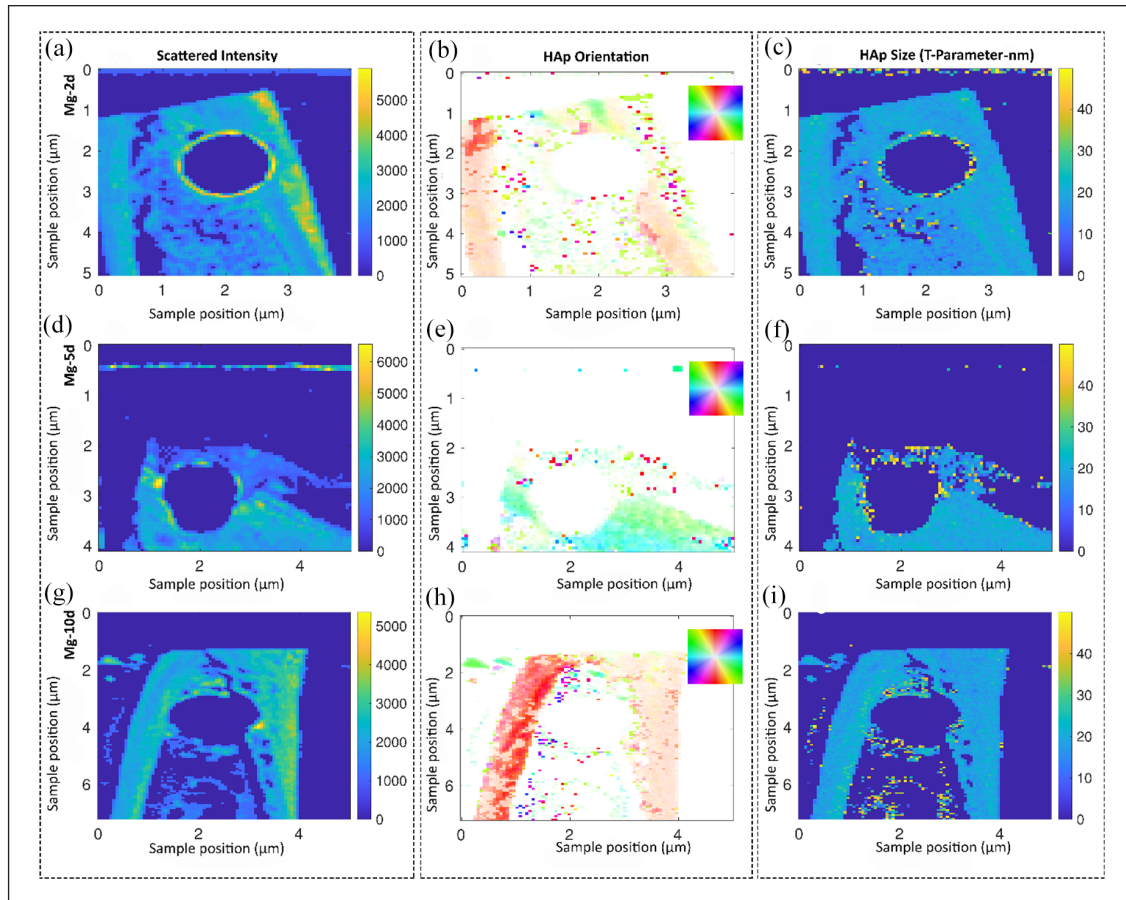 (a) Scattered Intensity (b) HAp Orientation (c) HAp Size (T-Parameter-nm)
Mg-2d
Sample position (µm)
0
1
2
3
4
5
0 1 2 3
Sample position (µm)
5000
4000
3000
2000
1000
0
Sample position (µm)
0
1
2
3
4
5
0 1 2 3
Sample position (µm)
Sample position (µm)
0
1
2
3
4
5
0 1 2 3
Sample position (µm)
40
30
20
10
0
(d) (e) (f)
Mg-5d
Sample position (µm)
0
1
2
3
4
0 2 4
Sample position (µm)
6000
5000
4000
3000
2000
1000
0
Sample position (µm)
0
1
2
3
4
0 2 4
Sample position (µm)
Sample position (µm)
0
1
2
3
4
0 2 4
Sample position (µm)
40
30
20
10
0
(g) (h) (i)
Mg-10d
Sample position (µm)
0
2
4
6
0 2 4
Sample position (µm)
5000
4000
3000
2000
1000
0
Sample position (µm)
0
2
4
6
0 2 4
Sample position (µm)
Sample position (µm)
0
2
4
6
0 2 4
Sample position (µm)
40
30
20
10
0